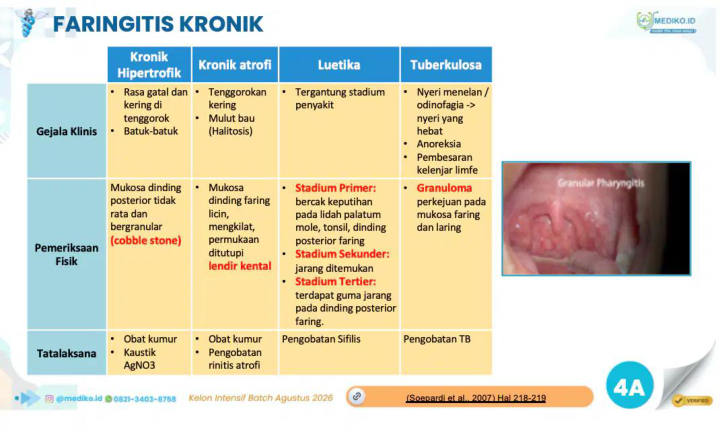 FARINGITIS KRONIK
MEDIKO.ID
Kronik
Hipertrofik
Kronik atrofi
Luetika
Tuberkulosa
Gejala Klinis
• Rasa gatal dan
kering di
tenggorok
• Batuk-batuk
• Tenggorokan
kering
• Mulut bau
(Halitosis)
• Tergantung stadium
penyakit
• Nyeri menelan /
odinofagia ->
nyeri yang
hebat
• Anoreksia
• Pembesaran
kelenjar limfe
Pemeriksaan
Fisik
Mukosa dinding
posterior tidak
rata dan
bergranular
(cobble stone)
• Mukosa
dinding faring
licin,
mengkilat,
permukaan
ditutupi
lendir kental
• Stadium Primer:
bercak keputihan
pada lidah palatum
mole, tonsil, dinding
posterior faring
• Stadium Sekunder:
jarang ditemukan
• Stadium Tertier:
terdapat guma jarang
pada dinding posterior
faring.
• Granuloma
perkejuan pada
mukosa faring
dan laring
Granular Pharyngitis
Tatalaksana
• Obat kumur
• Kaustik
AgNO3
• Obat kumur
• Pengobatan
rinitis atrofi
Pengobatan Sifilis
Pengobatan TB
@mediko.id 0821-3403-8758
Kelon Intensif Batch Agustus 2026
(Soepardi et al., 2007) Hal 218-219
4A
VERIFIED